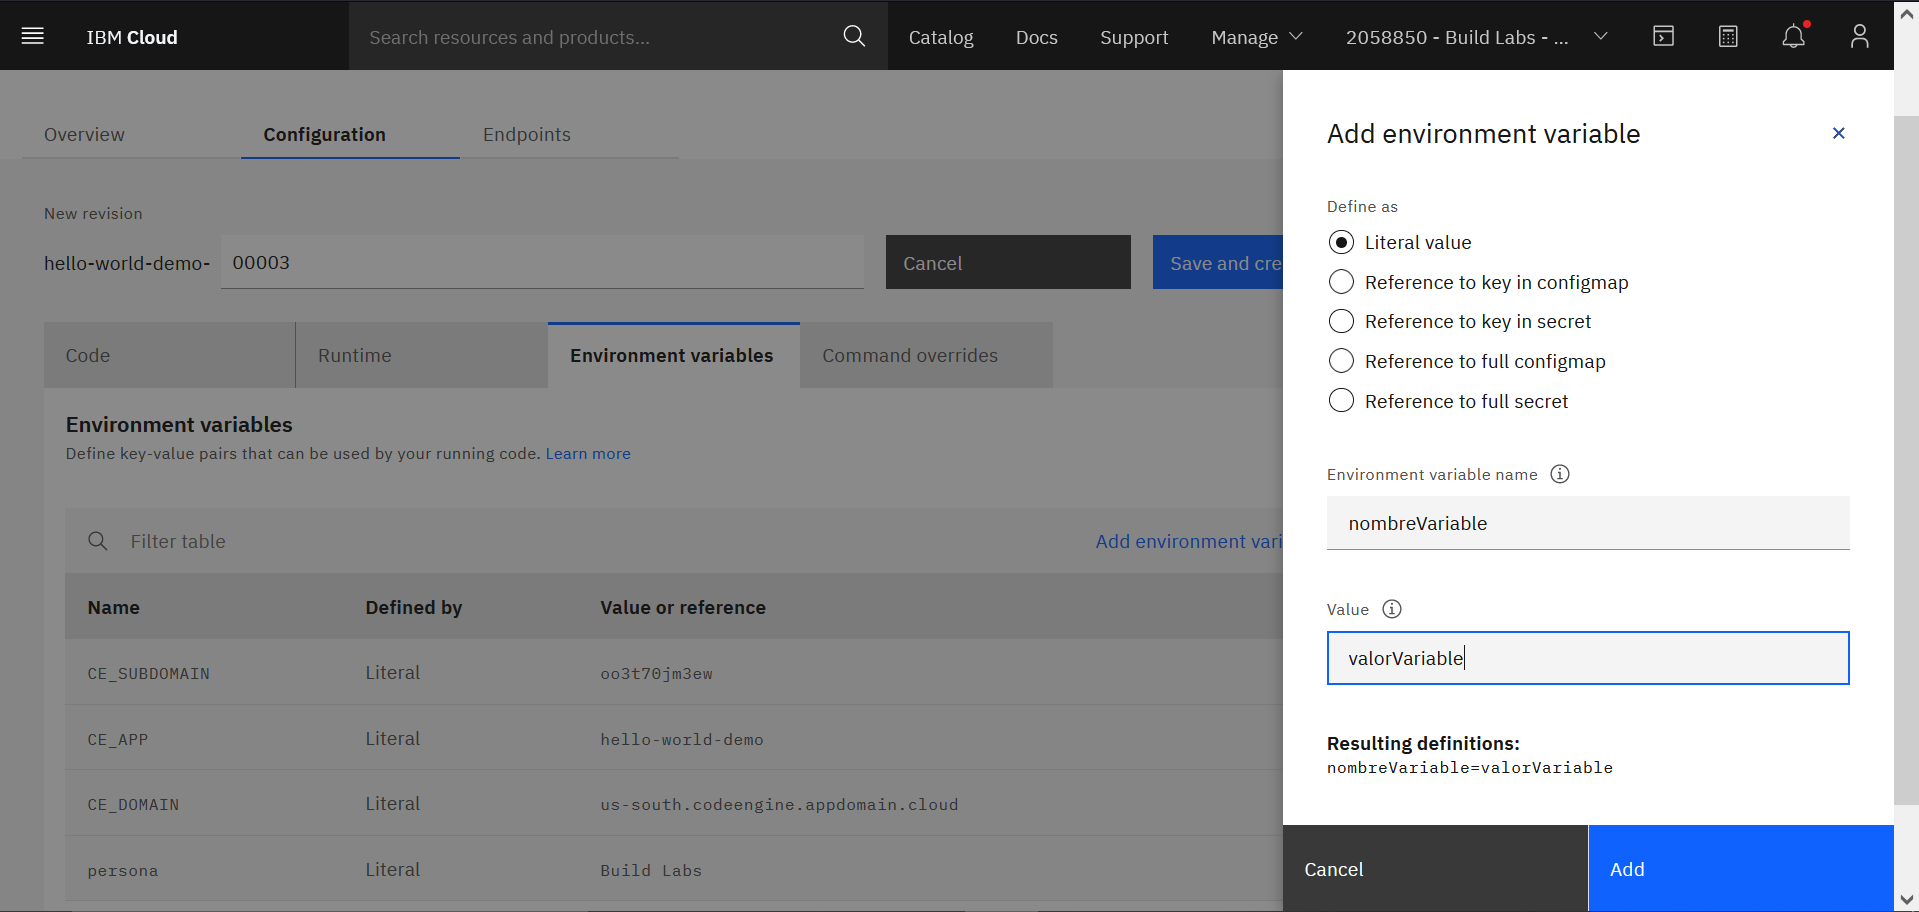 IBM Cloud
Search resources and products...
Catalog
Docs
Support
Manage
2058850 - Build Labs - ...
Overview
Configuration
Endpoints
New revision
hello-world-demo-
00003
Cancel
Save and cre
Code
Runtime
Environment variables
Command overrides
Environment variables
Define key-value pairs that can be used by your running code. Learn more
Filter table
Add environment vari
Name Defined by Value or reference
CE_SUBDOMAIN Literal oo3t70jm3ew
CE_APP Literal hello-world-demo
CE_DOMAIN Literal us-south.codeengine.appdomain.cloud
persona Literal Build Labs
Add environment variable
Define as
Literal value
Reference to key in configmap
Reference to key in secret
Reference to full configmap
Reference to full secret
Environment variable name
nombreVariable
Value
valorVariable
Resulting definitions:
nombreVariable=valorVariable
Cancel
Add